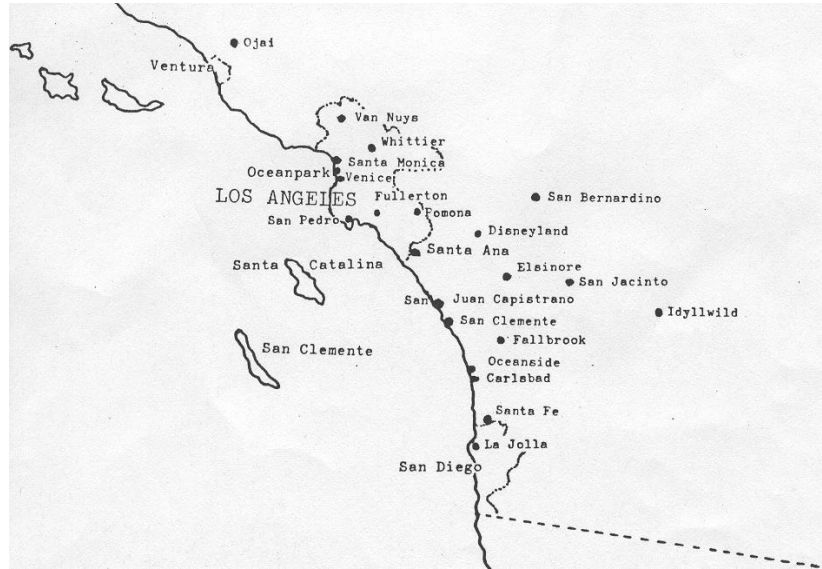 Ojai
Ventura
Van Nuys
Whittier
Santa Monica
Oceanpark
Venice
LOS ANGELES
Fullerton
San Bernardino
San Pedro
Pomona
Disneyland
Santa Ana
Santa Catalina
Elsinore
San Jacinto
San Juan Capistrano
Idyllwild
San Clemente
Fallbrook
San Clemente
Oceanside
Carlsbad
Santa Fe
La Jolla
San Diego